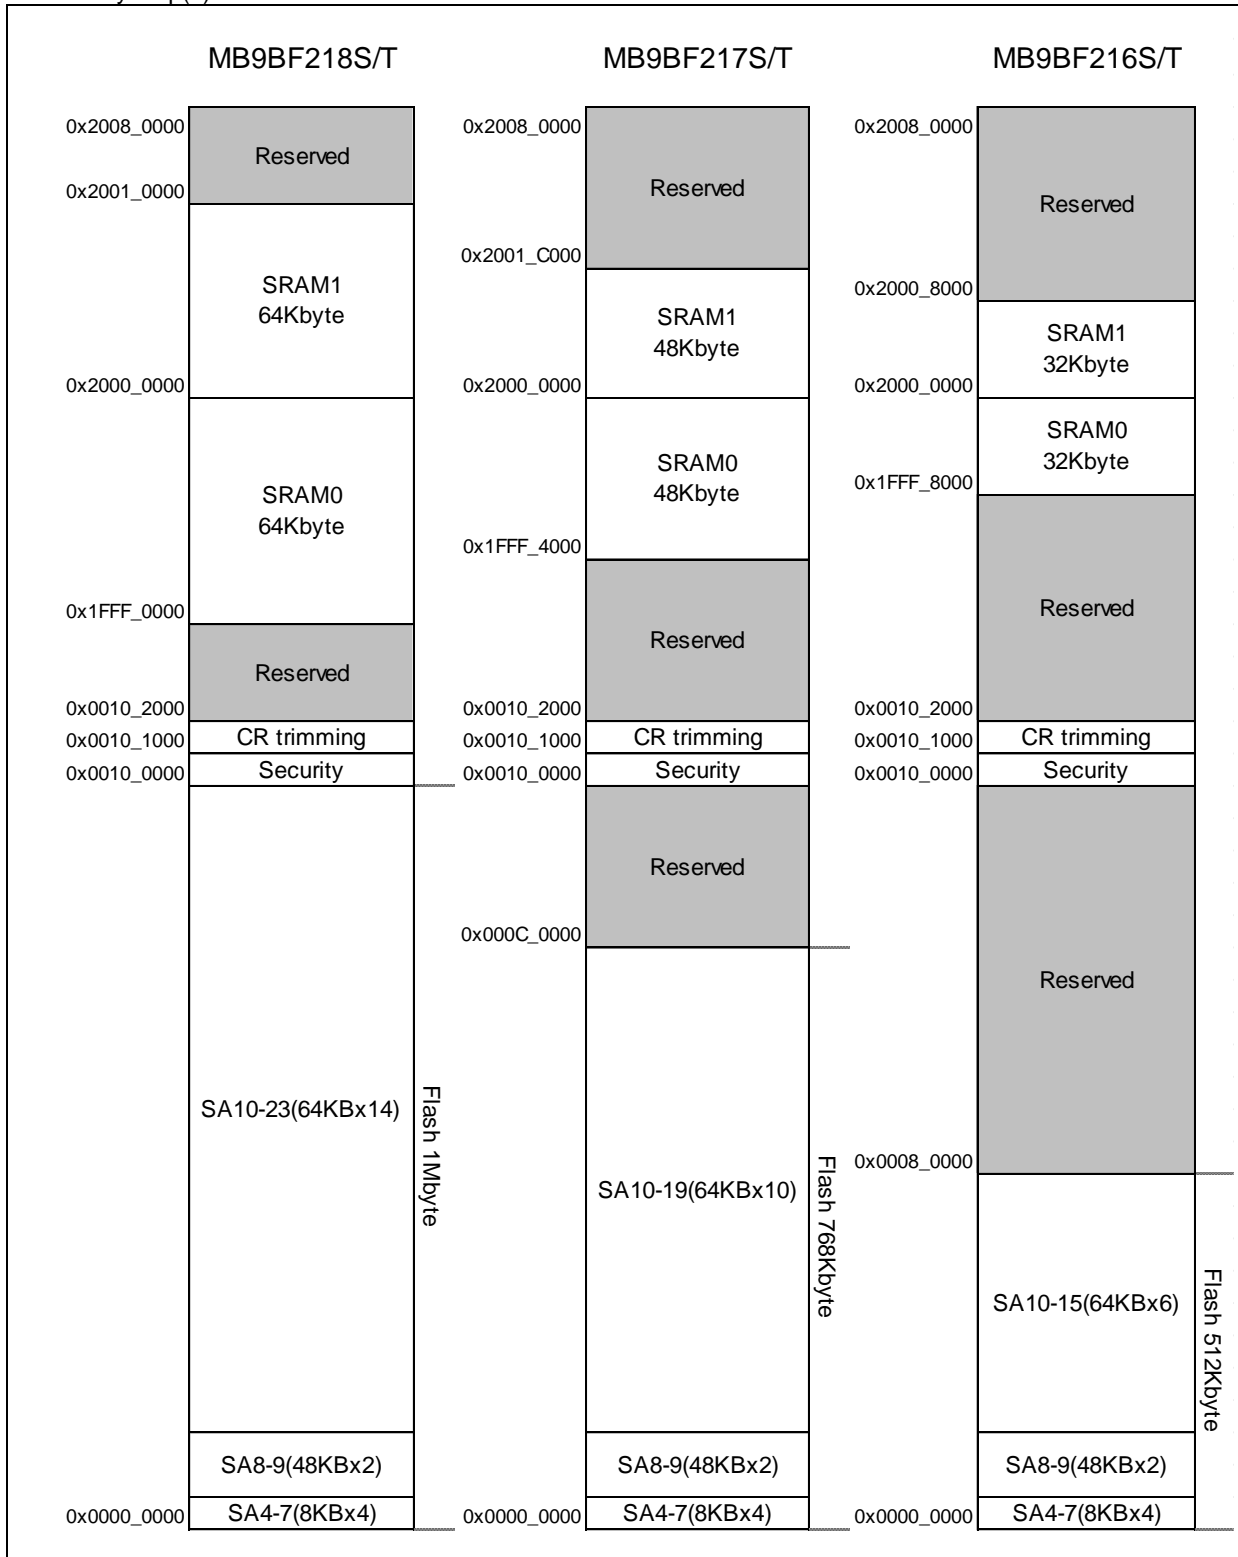 MB9BF218S/T
0x2008_0000
Reserved
0x2001_0000
SRAM1
64Kbyte
0x2000_0000
SRAM0
64Kbyte
0x1FFF_0000
Reserved
0x0010_2000
CR trimming
0x0010_1000
Security
0x0010_0000
SA10-23(64KBx14)
Flash 1Mbyte
SA8-9(48KBx2)
SA4-7(8KBx4)
0x0000_0000
MB9BF217S/T
0x2008_0000
Reserved
0x2001_C000
SRAM1
48Kbyte
0x2000_0000
SRAM0
48Kbyte
0x1FFF_4000
Reserved
0x0010_2000
CR trimming
0x0010_1000
Security
0x0010_0000
Reserved
0x000C_0000
SA10-19(64KBx10)
Flash 768Kbyte
SA8-9(48KBx2)
SA4-7(8KBx4)
0x0000_0000
MB9BF216S/T
0x2008_0000
Reserved
0x2000_8000
SRAM1
32Kbyte
0x2000_0000
SRAM0
32Kbyte
0x1FFF_8000
Reserved
0x0010_2000
CR trimming
0x0010_1000
Security
0x0010_0000
Reserved
0x0008_0000
SA10-15(64KBx6)
Flash 512Kbyte
SA8-9(48KBx2)
SA4-7(8KBx4)
0x0000_0000